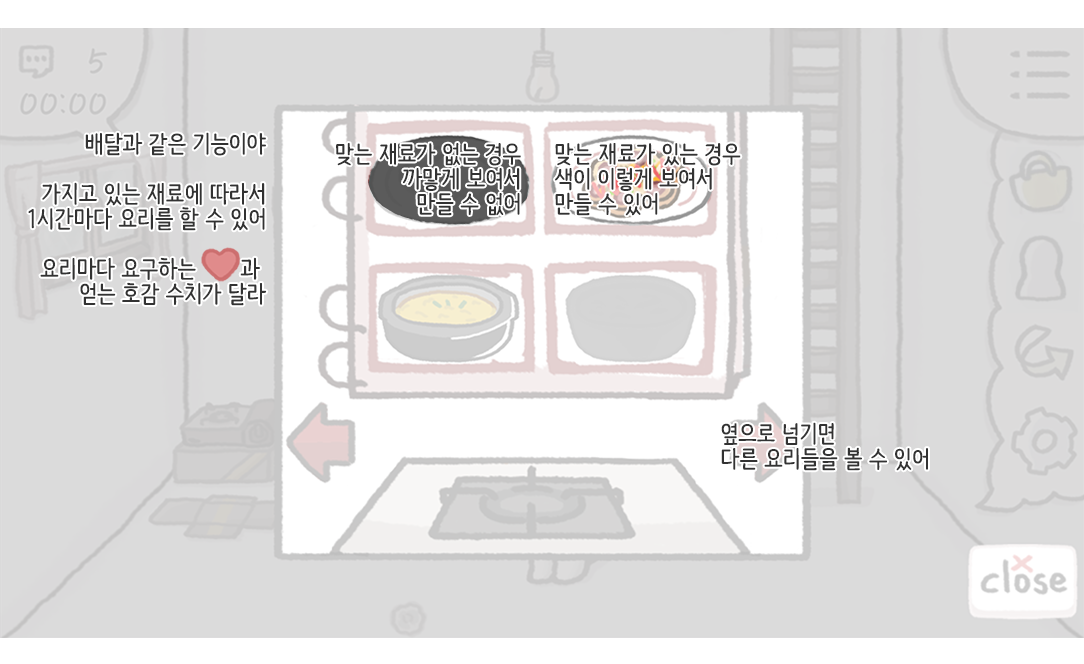 5
00:00
배달과 같은 기능이야
가지고 있는 재료에 따라서
1시간마다 요리를 할 수 있어
요리마다 요구하는 과
얻는 호감 수치가 달라
맞는 재료가 없는 경우
까맣게 보여서
만들 수 없어
맞는 재료가 있는 경우
색이 이렇게 보여서
만들 수 있어
옆으로 넘기면
다른 요리들을 볼 수 있어
close